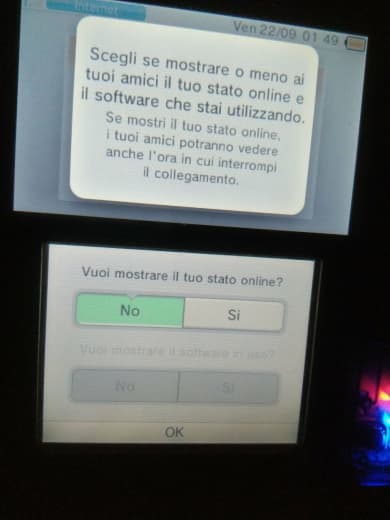 Internet
Ven 22/09 01 49
Scegli se mostrare o meno ai
tuoi amici il tuo stato online e
il software che stai utilizzando.
Se mostri il tuo stato online,
i tuoi amici potranno vedere
anche l'ora in cui interrompi
il collegamento.
Vuoi mostrare il tuo stato online?
No Sì
Vuoi mostrare il software in uso?
No Sì
OK